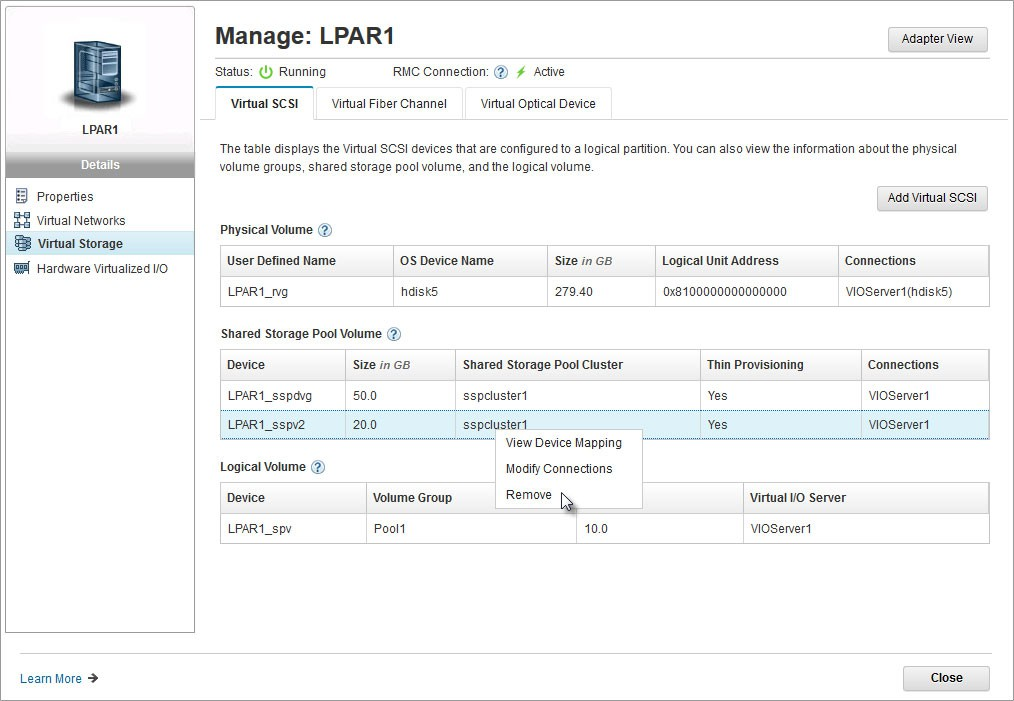 LPAR1
Details
Properties
Virtual Networks
Virtual Storage
Hardware Virtualized I/O
Manage: LPAR1
Adapter View
Status: Running RMC Connection: ? Active
Virtual SCSI Virtual Fiber Channel Virtual Optical Device
The table displays the Virtual SCSI devices that are configured to a logical partition. You can also view the information about the physical
volume groups, shared storage pool volume, and the logical volume.
Add Virtual SCSI
Physical Volume ?
User Defined Name OS Device Name Size in GB Logical Unit Address Connections
LPAR1_rvg hdisk5 279.40 0x8100000000000000 VIOServer1(hdisk5)
Shared Storage Pool Volume ?
Device Size in GB Shared Storage Pool Cluster Thin Provisioning Connections
LPAR1_sspdvg 50.0 sspcluster1 Yes VIOServer1
LPAR1_sspv2 20.0 sspcluster1 Yes VIOServer1
View Device Mapping
Modify Connections
Remove
Logical Volume ?
Device Volume Group Virtual I/O Server
LPAR1_spv Pool1 10.0 VIOServer1
Learn More
Close